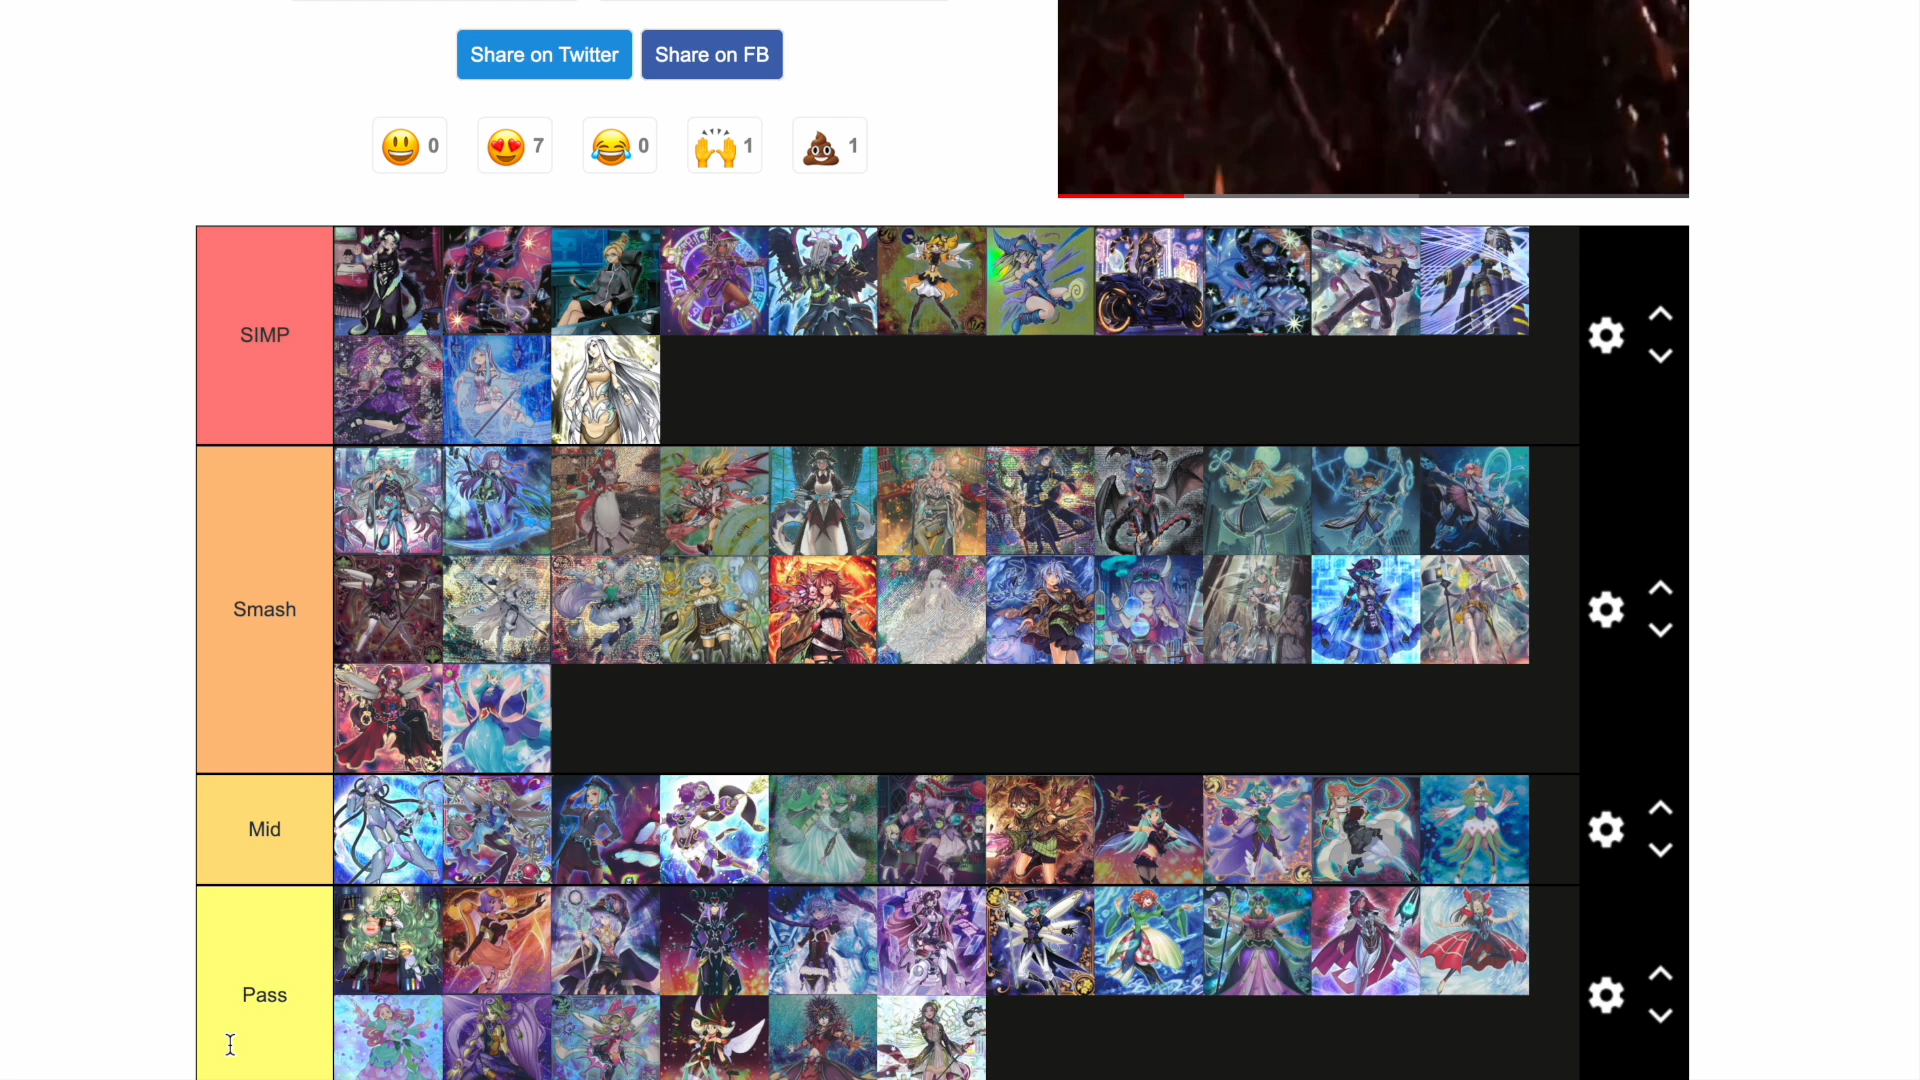 Share on Twitter Share on FB
0 7 0 1 1
SIMP
Smash
Mid
Pass